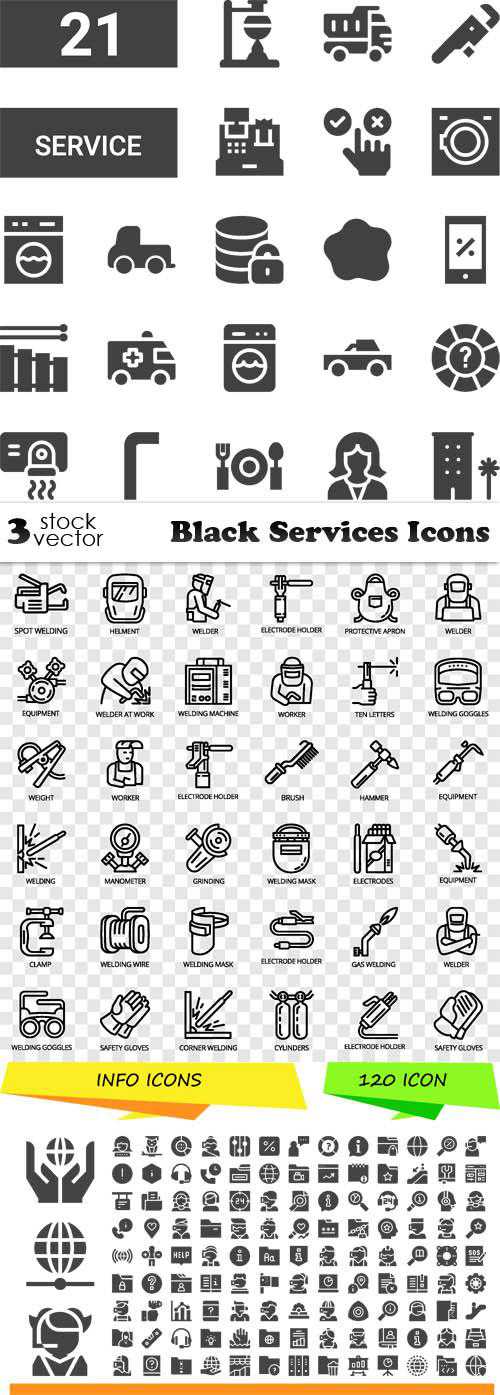 21
SERVICE
3 stock vector
Black Services Icons
SPOT WELDING HELMENT WELDER ELECTRODE HOLDER PROTECTIVE APRON WELDER
EQUIPMENT WELDER AT WORK WELDING MACHINE WORKER TEN LETTERS WELDING GOGGLES
WEIGHT WORKER ELECTRODE HOLDER BRUSH HAMMER EQUIPMENT
WELDING MANOMETER GRINDING WELDING MASK ELECTRODES EQUIPMENT
CLAMP WELDING WIRE WELDING MASK ELECTRODE HOLDER GAS WELDING WELDER
WELDING GOGGLES SAFETY GLOVES CORNER WELDING CYLINDERS ELECTRODE HOLDER SAFETY GLOVES
INFO ICONS 120 ICON
24
HELP Aa SOS